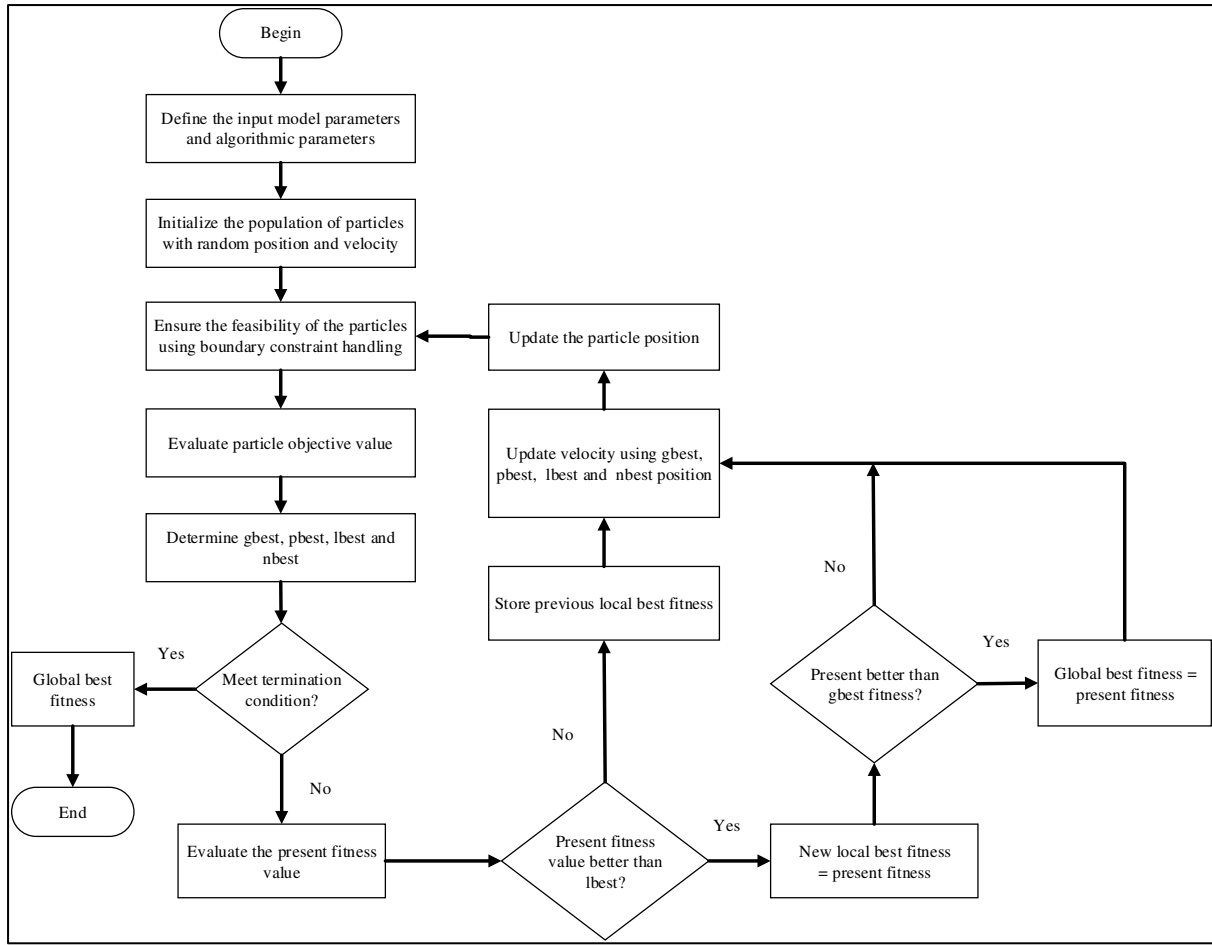 Begin
Define the input model parameters
and algorithmic parameters
Initialize the population of particles
with random position and velocity
Ensure the feasibility of the particles
using boundary constraint handling
Update the particle position
Evaluate particle objective value
Update velocity using gbest,
pbest, lbest and nbest position
Determine gbest, pbest, lbest and
nbest
No
Store previous local best fitness
Yes
Yes
Global best
fitness
Meet termination
condition?
Present better than
gbest fitness?
Global best fitness =
present fitness
No
No
End
Yes
Evaluate the present fitness
value
Present fitness
value better than
lbest?
New local best fitness
= present fitness